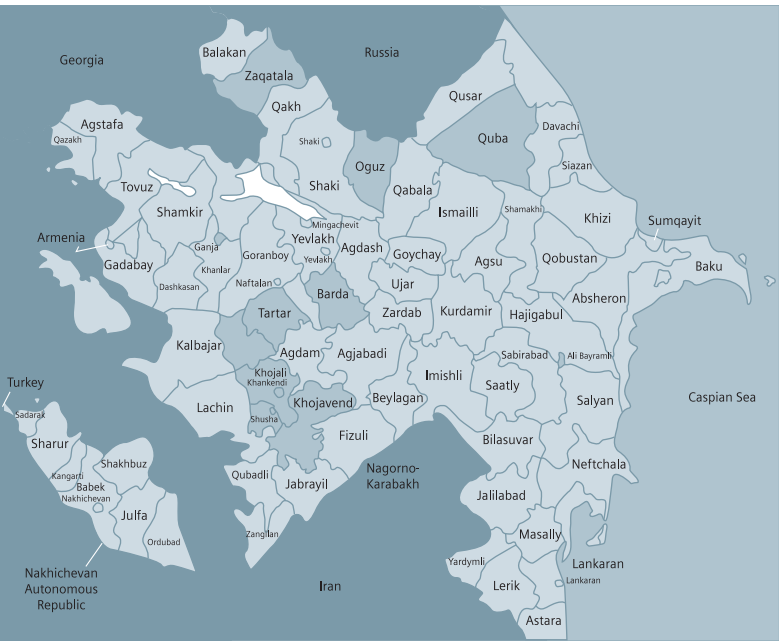 Georgia
Russia
Balakan
Zaqatala
Qakh
Qusar
Agstafa
Qazakh
Shaki
Oguz
Quba
Davachi
Siazan
Tovuz
Shaki
Qabala
Shamkir
Ismailli
Shamakhi
Khizi
Sumqayit
Mingachevit
Armenia
Ganja
Yevlakh
Agdash
Goychay
Gadabay
Goranboy
Yevlakh
Agsu
Qobustan
Baku
Khanlar
Dashkasan
Naftalan
Barda
Ujar
Absheron
Tartar
Zardab
Kurdamir
Hajigabul
Kalbajar
Agdam
Agjabadi
Sabirabad
Ali Bayramli
Khojali
Khankendi
Imishli
Saatly
Turkey
Lachin
Khojavend
Beylagan
Salyan
Caspian Sea
Sadarak
Shusha
Sharur
Fizuli
Bilasuvar
Shakhbuz
Kangarti
Babek
Nakhichevan
Qubadli
Jabrayil
Nagorno-
Karabakh
Neftchala
Julfa
Jalilabad
Ordubad
Zangilan
Masally
Yardymli
Lankaran
Nakhichevan
Autonomous
Republic
Iran
Lerik
Lankaran
Astara